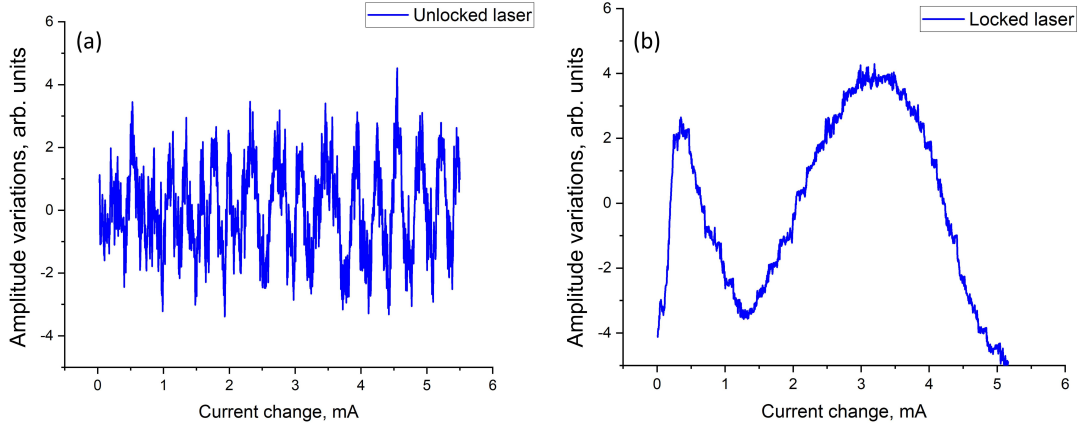 Unlocked laser
(a)
Amplitude variations, arb. units
6
4
2
0
-2
-4
0 1 2 3 4 5 6
Current change, mA
Locked laser
(b)
Amplitude variations, arb. units
6
4
2
0
-2
-4
0 1 2 3 4 5 6
Current change, mA